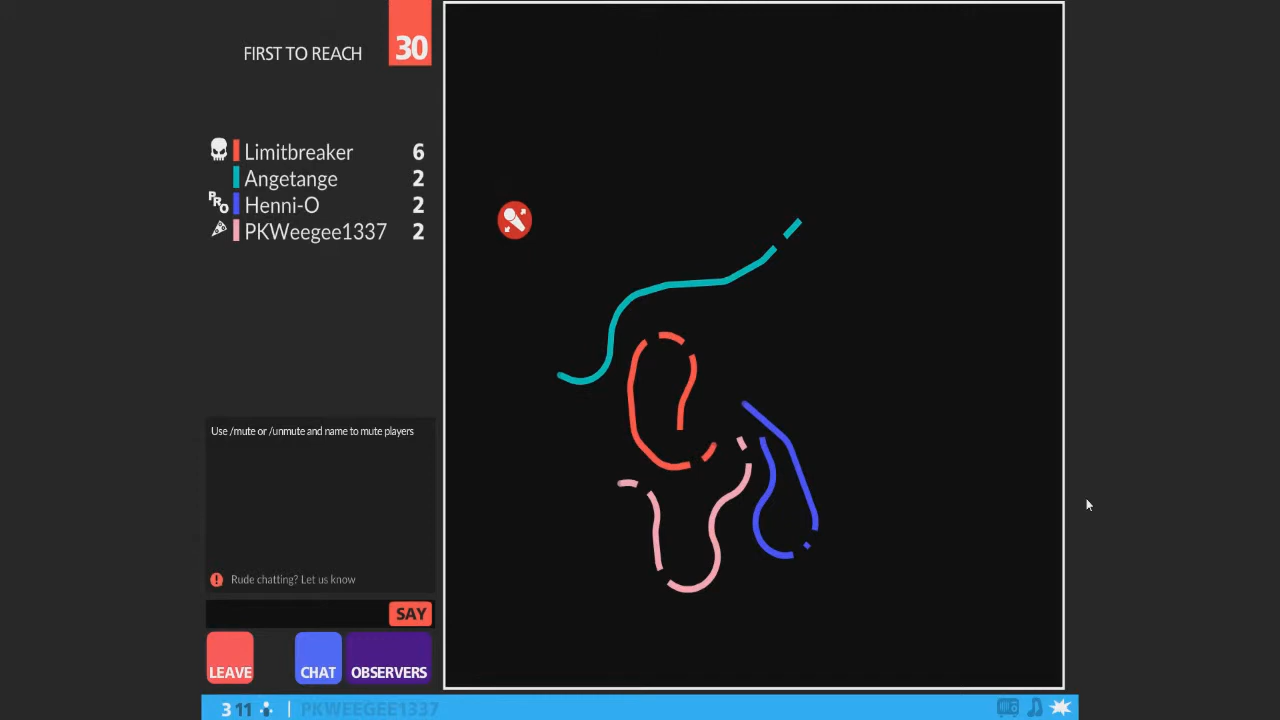 FIRST TO REACH 30
Limitbreaker 6
Angetange 2
PRO Henni-O 2
PKWeegee1337 2
Use /mute or /unmute and name to mute players
Rude chatting? Let us know
SAY
LEAVE CHAT OBSERVERS
3 11 | PKWEEGEE1337